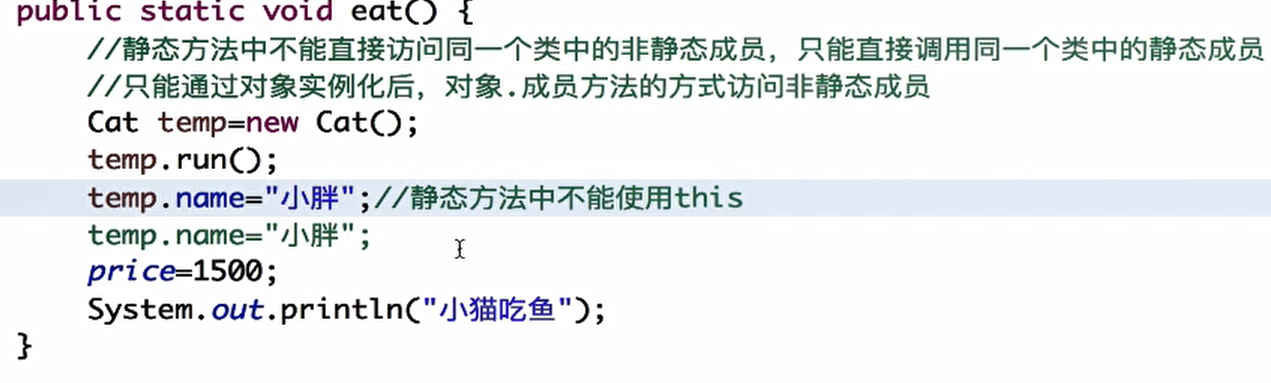 public static void eat() {
//静态方法中不能直接访问同一个类中的非静态成员，只能直接调用同一个类中的静态成员
//只能通过对象实例化后，对象.成员方法的方式访问非静态成员
Cat temp=new Cat();
temp.run();
temp.name="小胖";//静态方法中不能使用this
temp.name="小胖";
price=1500;
System.out.println("小猫吃鱼");
}